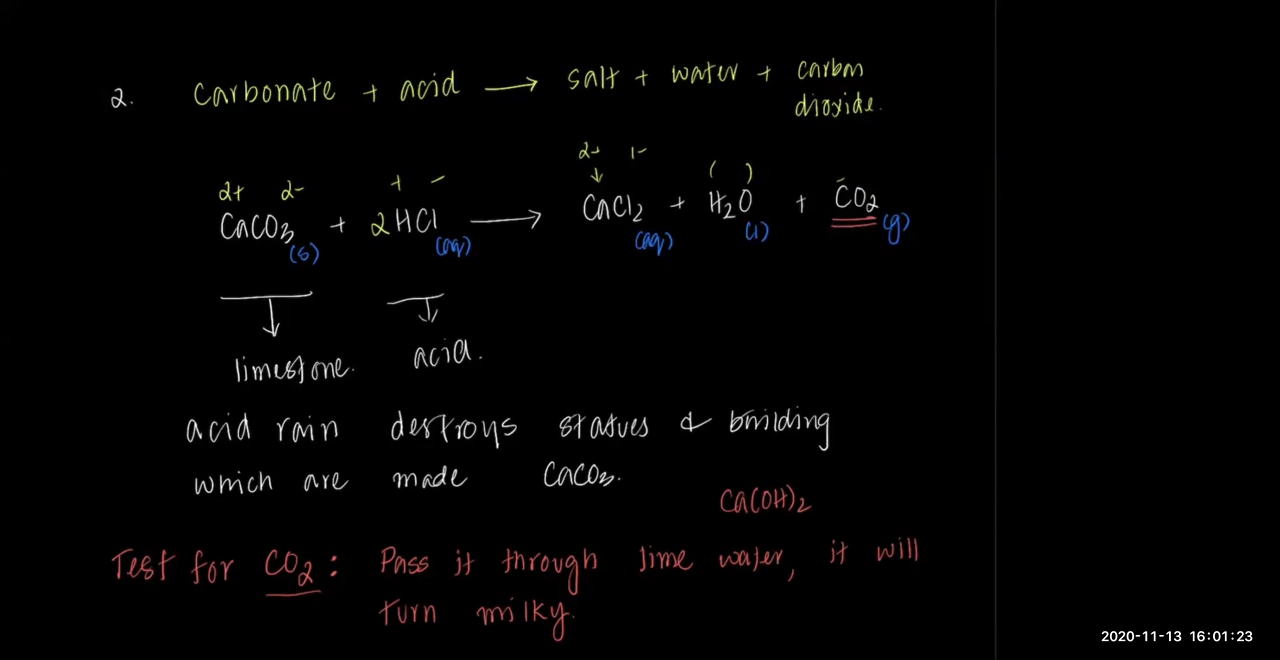 2. Carbonate + acid → salt + water + carbon
dioxide.
2+ 2- + - 2+ 1- ( )
CaCO3(s) + 2HCl(aq) → CaCl2(aq) + H2O(l) + CO2(g)
limestone. acid.
acid rain destroys statues & building
which are made CaCO3.
Ca(OH)2
Test for CO2: Pass it through lime water, it will
turn milky.
2020-11-13 16:01:23